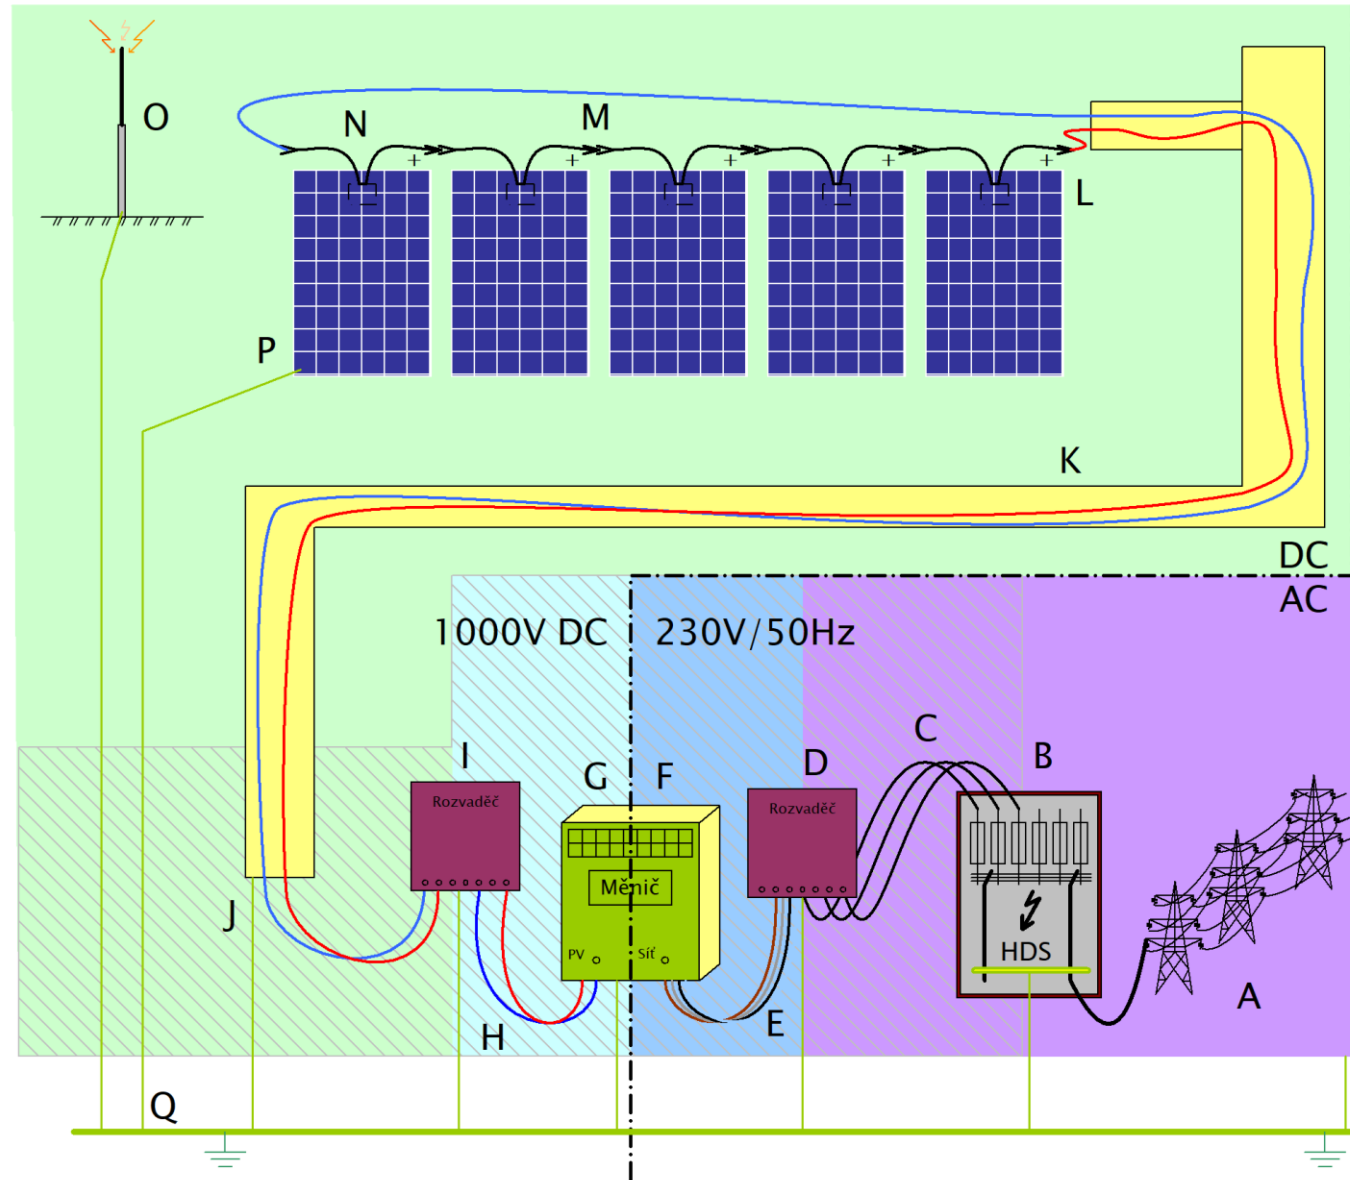 O
N
M
+
+
+
+
+
L
P
K
DC
AC
1000V DC
230V/50Hz
I
G
F
D
C
B
Rozvaděč
Rozvaděč
Měnič
PV
Síť
HDS
J
H
E
A
Q